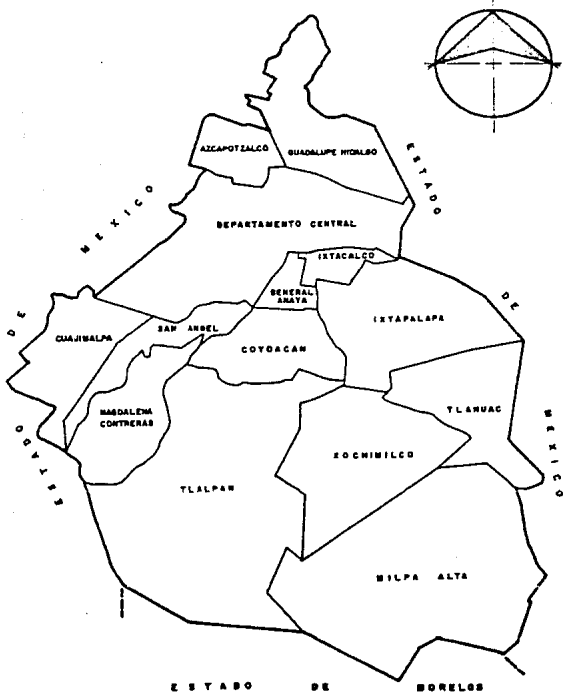 AZCAPOTZALCO
GUADALUPE HIDALGO
ESTADO
MEXICO
DEPARTAMENTO CENTRAL
IXTACALCO
GENERAL
ANAYA
DE
IXTAPALAPA
SAN ANGEL
CUAJIMALPA
DE
COYOACAN
MAGDALENA
CONTRERAS
TLAHUAC
MEXICO
XOCHIMILCO
ESTADO
TLALPAN
MILPA ALTA
ESTADO DE MORELOS